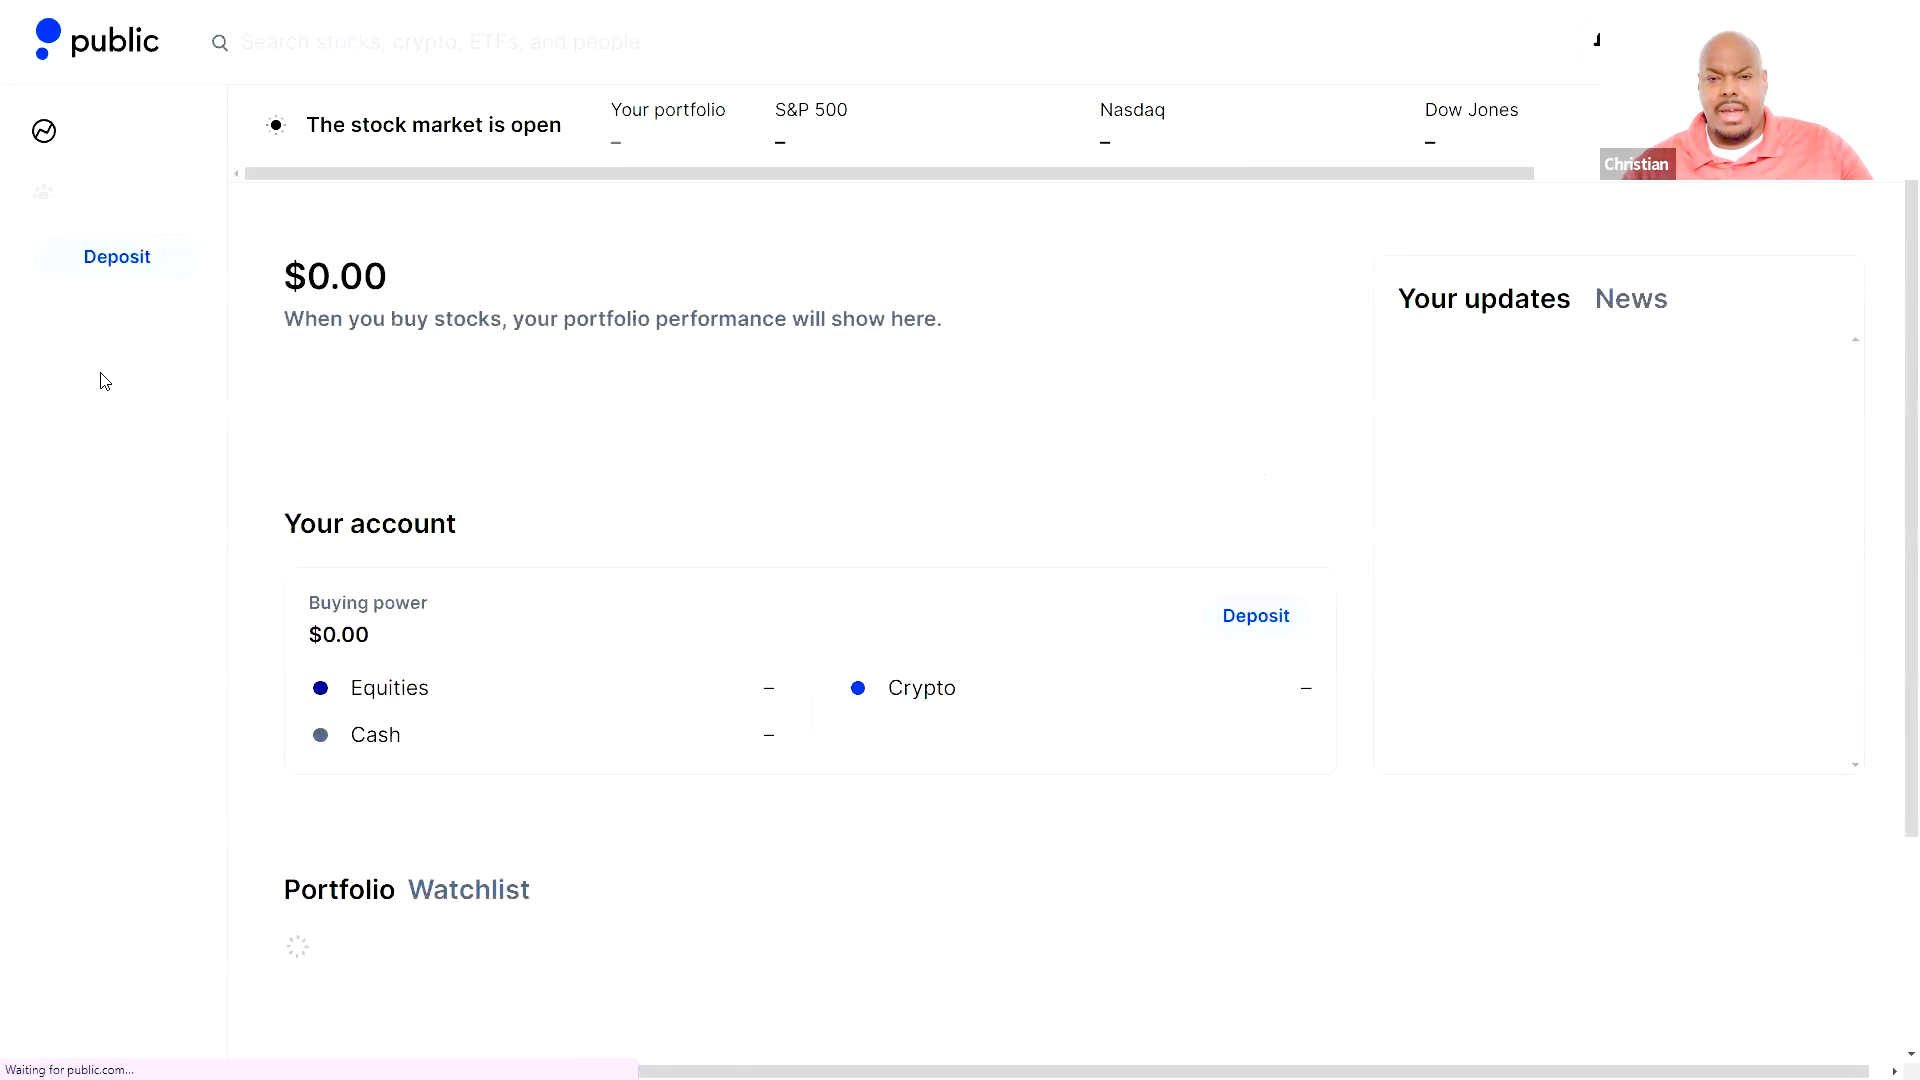 public
Search stocks, crypto, ETFs, and people
The stock market is open
Your portfolio
–
S&P 500
–
Nasdaq
–
Dow Jones
–
Christian
Deposit
$0.00
When you buy stocks, your portfolio performance will show here.
Your updates News
Your account
Buying power
$0.00
Deposit
Equities –
Crypto –
Cash –
Portfolio Watchlist
Waiting for public.com...